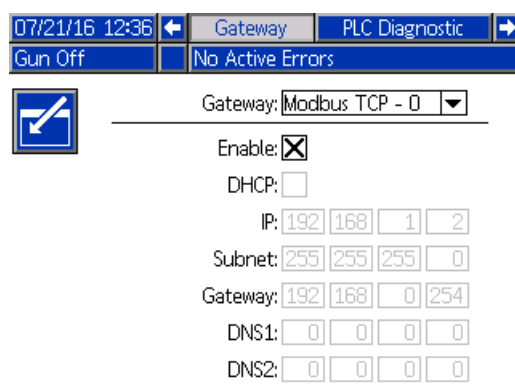 07/21/16 12:36 Gateway PLC Diagnostic
Gun Off No Active Errors
Gateway: Modbus TCP - 0
Enable:
DHCP:
IP: 192 168 1 2
Subnet: 255 255 255 0
Gateway: 192 168 0 254
DNS1: 0 0 0 0
DNS2: 0 0 0 0